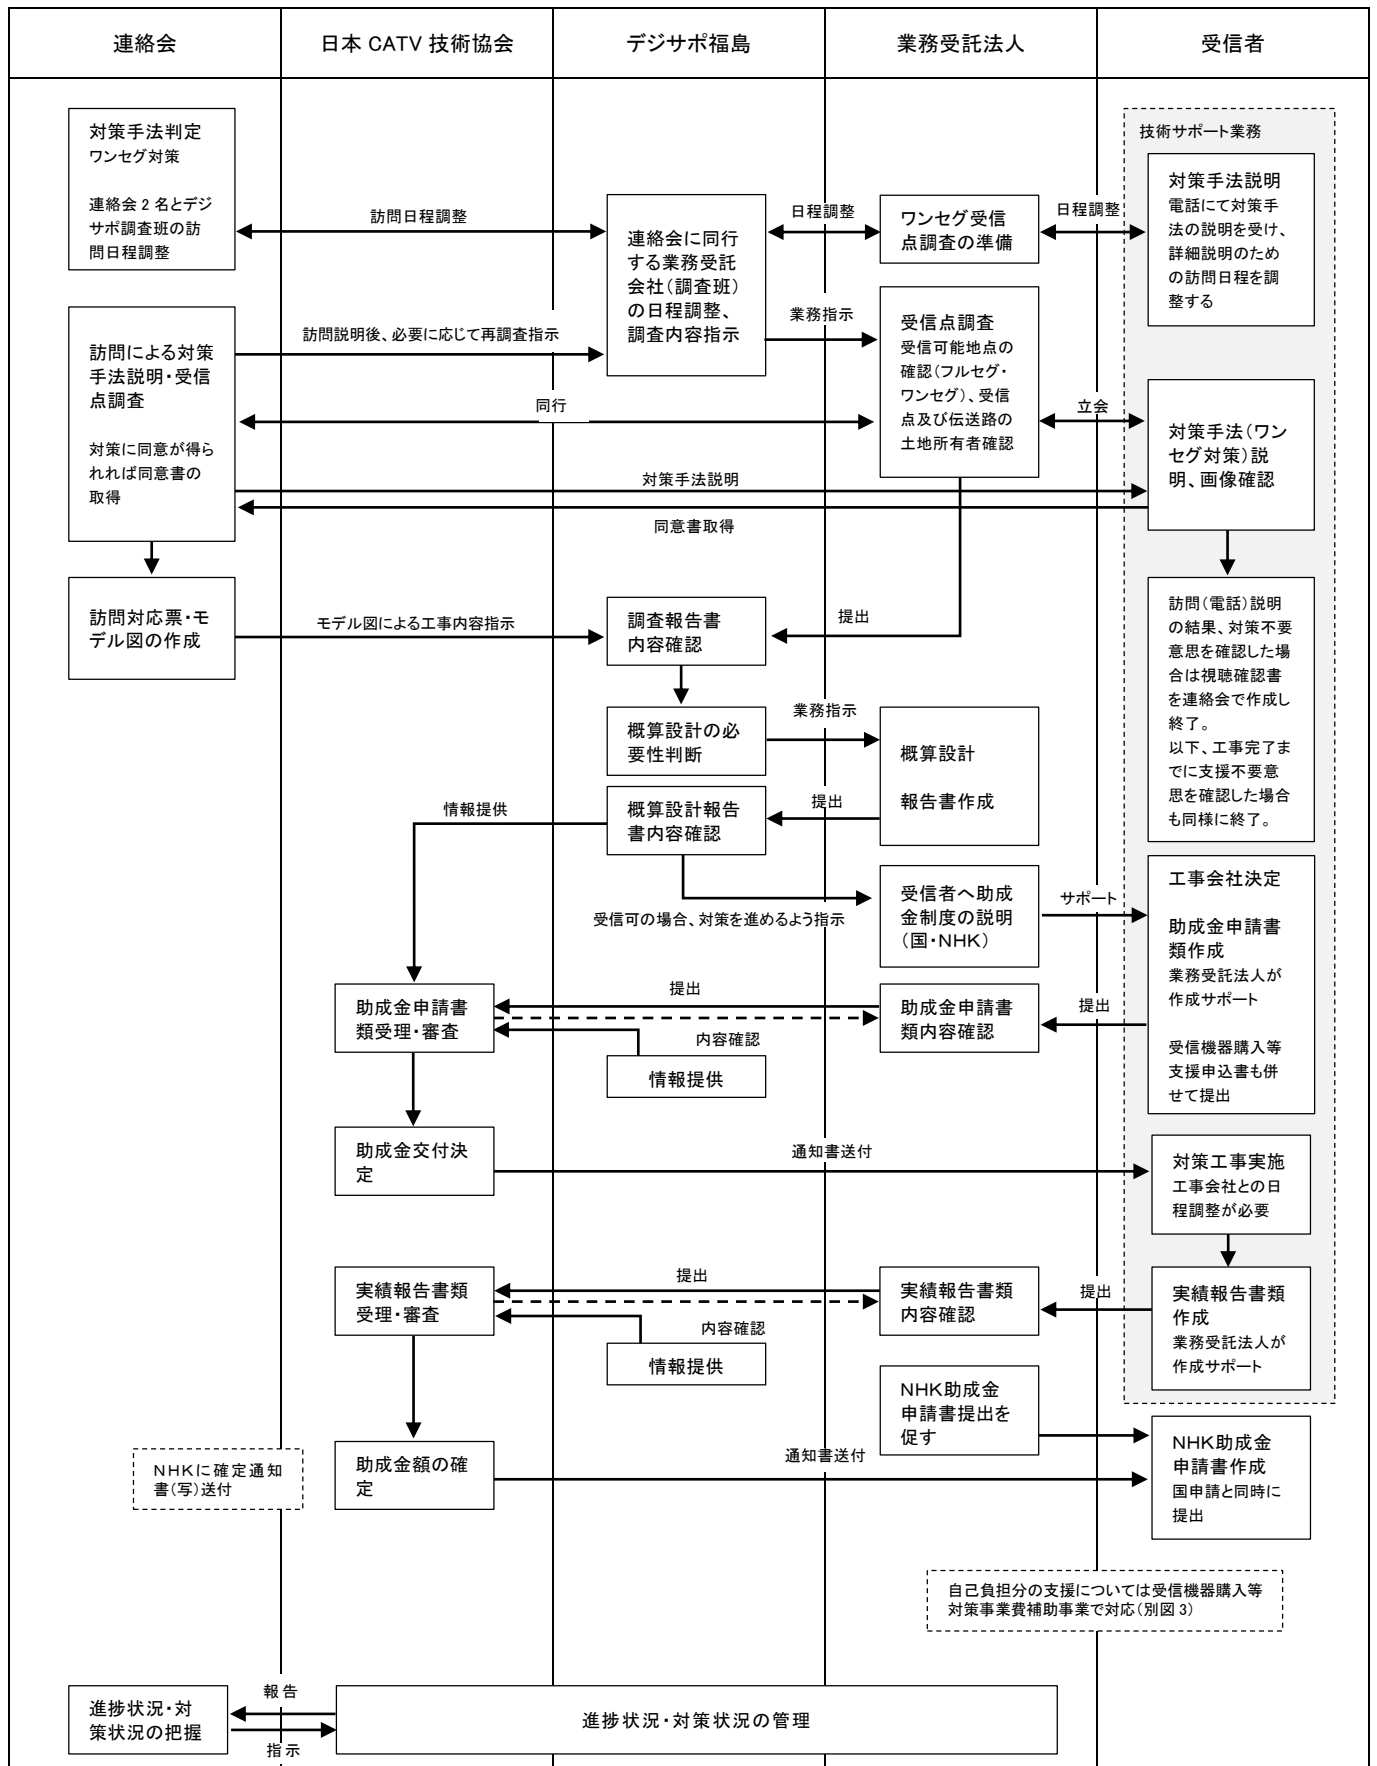 連絡会
日本 CATV 技術協会
デジサポ福島
業務受託法人
受信者
対策手法判定
ワンセグ対策
連絡会 2 名とデジ
サポ調査班の訪
問日程調整
訪問日程調整
連絡会に同行
する業務受託
会社(調査班)
の日程調整、
調査内容指示
日程調整
ワンセグ受信
点調査の準備
日程調整
技術サポート業務
対策手法説明
電話にて対策手
法の説明を受け、
詳細説明のため
の訪問日程を調
整する
訪問による対策
手法説明・受信
点調査
対策に同意が得ら
れれば同意書の
取得
訪問説明後、必要に応じて再調査指示
業務指示
受信点調査
受信可能地点の
確認(フルセグ・
ワンセグ)、受信
点及び伝送路の
土地所有者確認
同行
立会
対策手法(ワン
セグ対策)説
明、画像確認
対策手法説明
同意書取得
訪問対応票・モ
デル図の作成
モデル図による工事内容指示
調査報告書
内容確認
提出
訪問(電話)説明
の結果、対策不要
意思を確認した場
合は視聴確認書
を連絡会で作成し
終了。
以下、工事完了ま
でに支援不要意
思を確認した場合
も同様に終了。
概算設計の必
要性判断
業務指示
概算設計
報告書作成
情報提供
概算設計報告
書内容確認
提出
受信可の場合、対策を進めるよう指示
受信者へ助成
金制度の説明
(国・NHK)
サポート
工事会社決定
助成金申請書
類作成
業務受託法人が
作成サポート
受信機器購入等
支援申込書も併
せて提出
助成金申請書
類受理・審査
提出
内容確認
情報提供
助成金申請書
類内容確認
提出
助成金交付決
定
通知書送付
対策工事実施
工事会社との日
程調整が必要
実績報告書類
受理・審査
提出
内容確認
情報提供
実績報告書類
内容確認
提出
実績報告書類
作成
業務受託法人が
作成サポート
NHK助成金
申請書提出を
促す
NHKに確定通知
書(写)送付
助成金額の確
定
通知書送付
NHK助成金
申請書作成
国申請と同時に
提出
自己負担分の支援については受信機器購入等
対策事業費補助事業で対応(別図 3)
進捗状況・対
策状況の把握
報告
指示
進捗状況・対策状況の管理